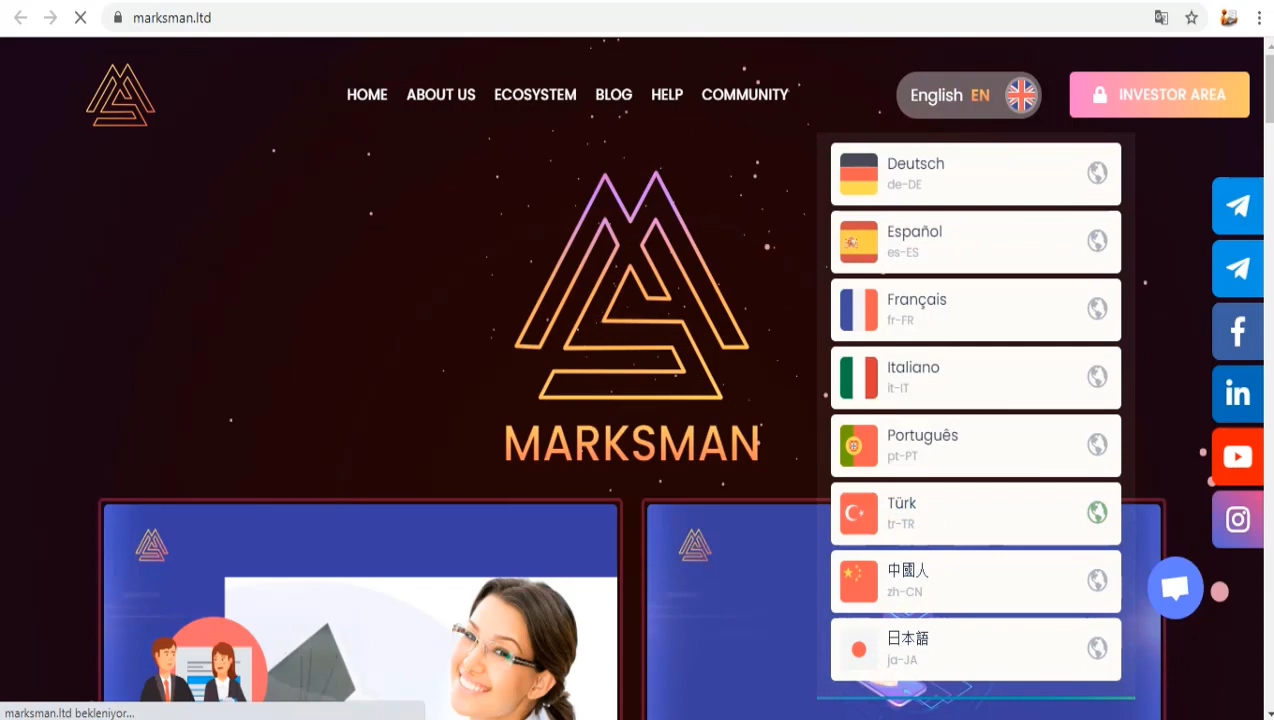 marksman.ltd
HOME ABOUT US ECOSYSTEM BLOG HELP COMMUNITY
English EN
INVESTOR AREA
Deutsch
de-DE
Español
es-ES
Français
fr-FR
Italiano
it-IT
MARKSMAN
Português
pt-PT
Türk
tr-TR
中國人
zh-CN
日本語
ja-JA
marksman.ltd bekleniyor...